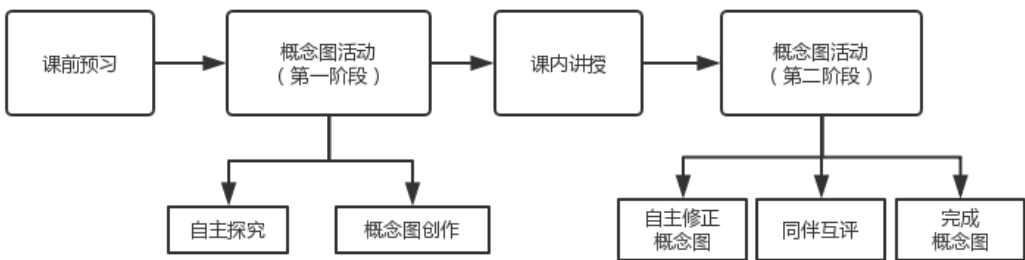 课前预习
概念图活动
（第一阶段）
课内讲授
概念图活动
（第二阶段）
自主探究
概念图创作
自主修正
概念图
同伴互评
完成
概念图